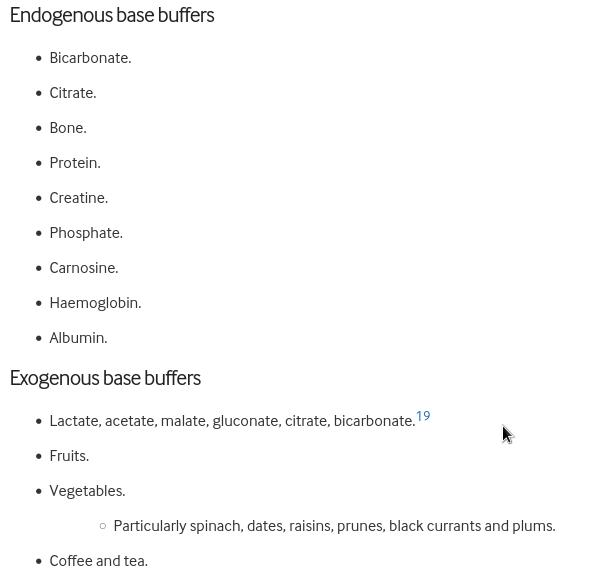 Endogenous base buffers
• Bicarbonate.
• Citrate.
• Bone.
• Protein.
• Creatine.
• Phosphate.
• Carnosine.
• Haemoglobin.
• Albumin.
Exogenous base buffers
• Lactate, acetate, malate, gluconate, citrate, bicarbonate.19
• Fruits.
• Vegetables.
○ Particularly spinach, dates, raisins, prunes, black currants and plums.
• Coffee and tea.